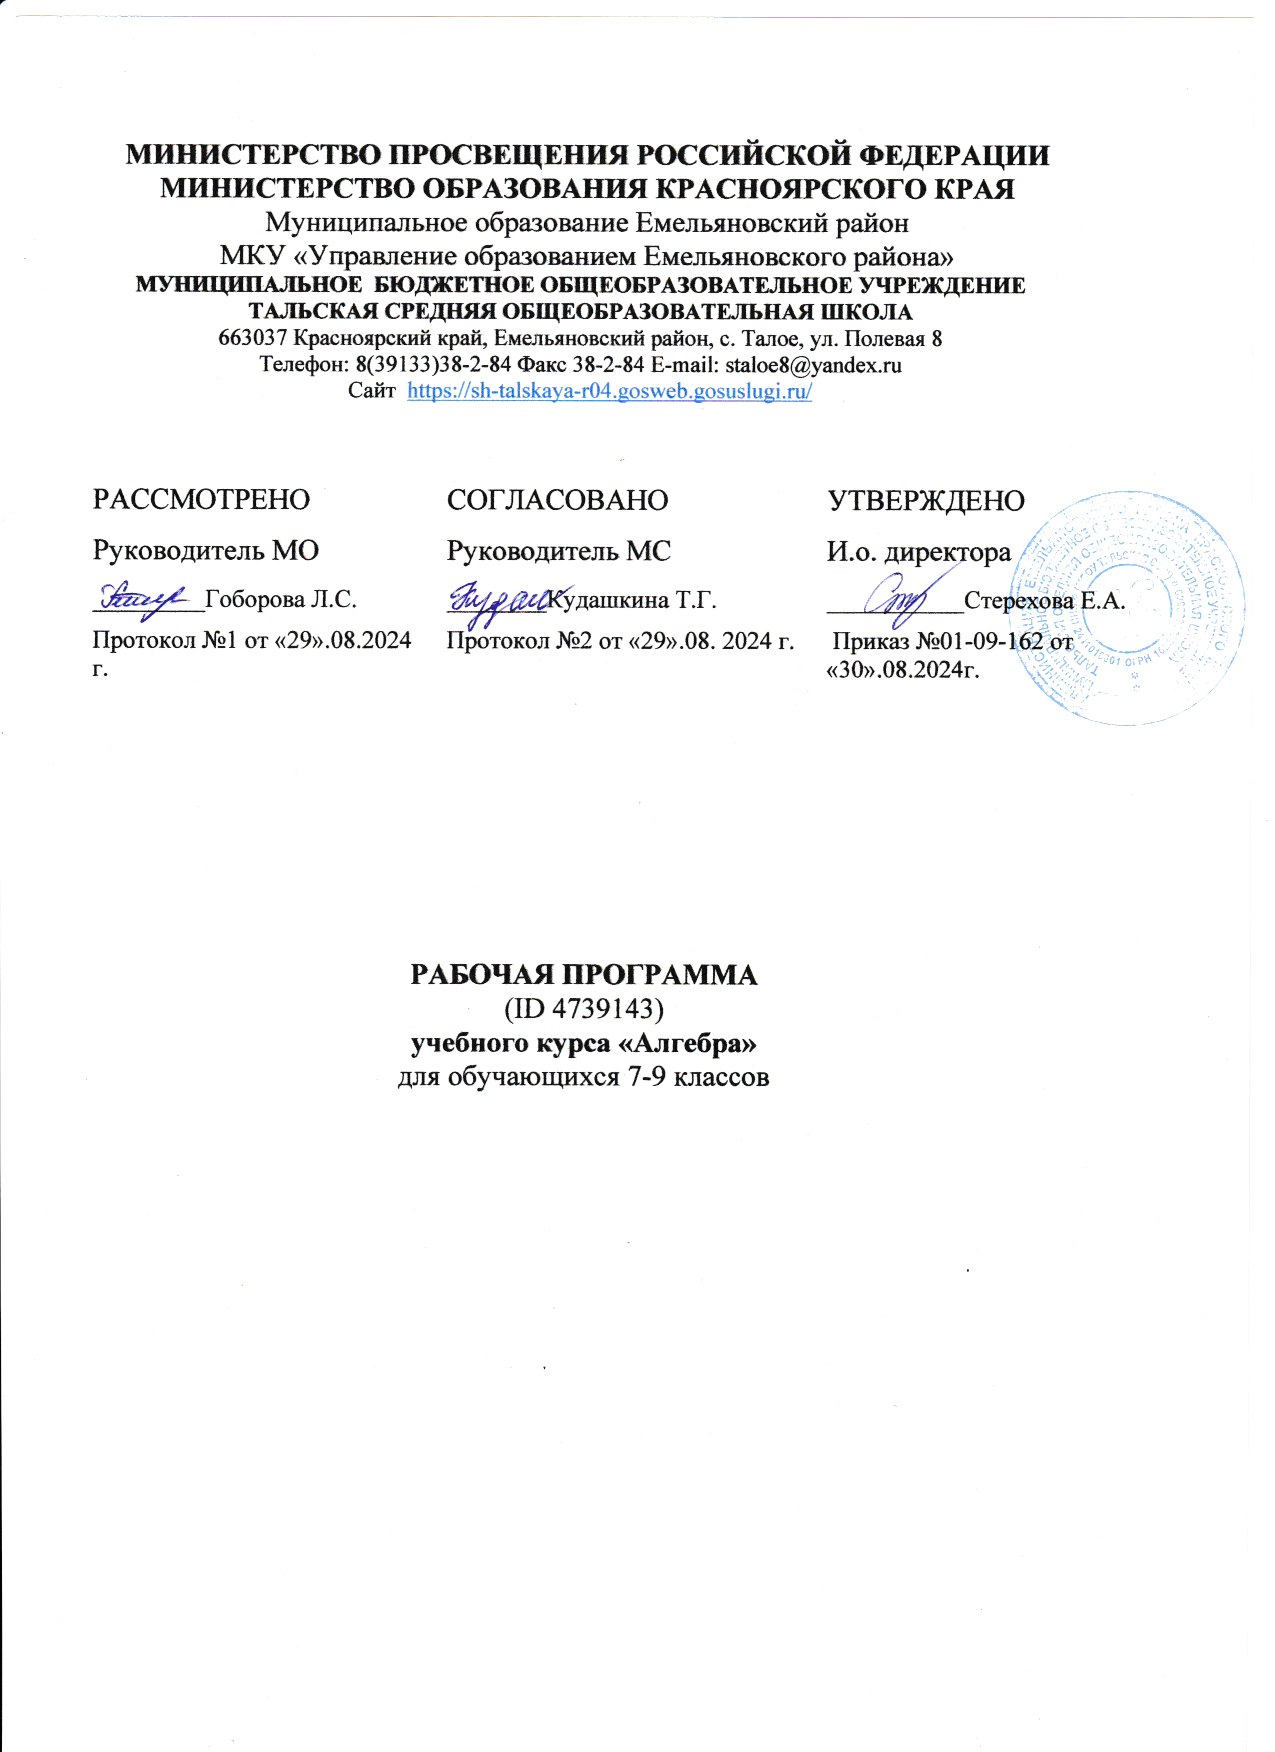 МИНИСТЕРСТВО ПРОСВЕЩЕНИЯ РОССИЙСКОЙ ФЕДЕРАЦИИ
МИНИСТЕРСТВО ОБРАЗОВАНИЯ КРАСНОЯРСКОГО КРАЯ
Муниципальное образование Емельяновский район
МКУ «Управление образованием Емельяновского района»
МУНИЦИПАЛЬНОЕ БЮДЖЕТНОЕ ОБЩЕОБРАЗОВАТЕЛЬНОЕ УЧРЕЖДЕНИЕ
ТАЛЬСКАЯ СРЕДНЯЯ ОБЩЕОБРАЗОВАТЕЛЬНАЯ ШКОЛА
663037 Красноярский край, Емельяновский район, с. Талое, ул. Полевая 8
Телефон: 8(39133)38-2-84 Факс 38-2-84 E-mail: staloe8@yandex.ru
Сайт https://sh-talskaya-r04.gosweb.gosuslugi.ru/
РАССМОТРЕНО
Руководитель МО
Гоборова Л.С.
Протокол №1 от «29».08.2024
г.
СОГЛАСОВАНО
Руководитель МС
Кудашкина Т.Г.
Протокол №2 от «29».08. 2024 г.
УТВЕРЖДЕНО
И.о. директора
Стерехова Е.А.
Приказ №01-09-162 от
«30».08.2024г.
РАБОЧАЯ ПРОГРАММА
(ID 4739143)
учебного курса «Алгебра»
для обучающихся 7-9 классов